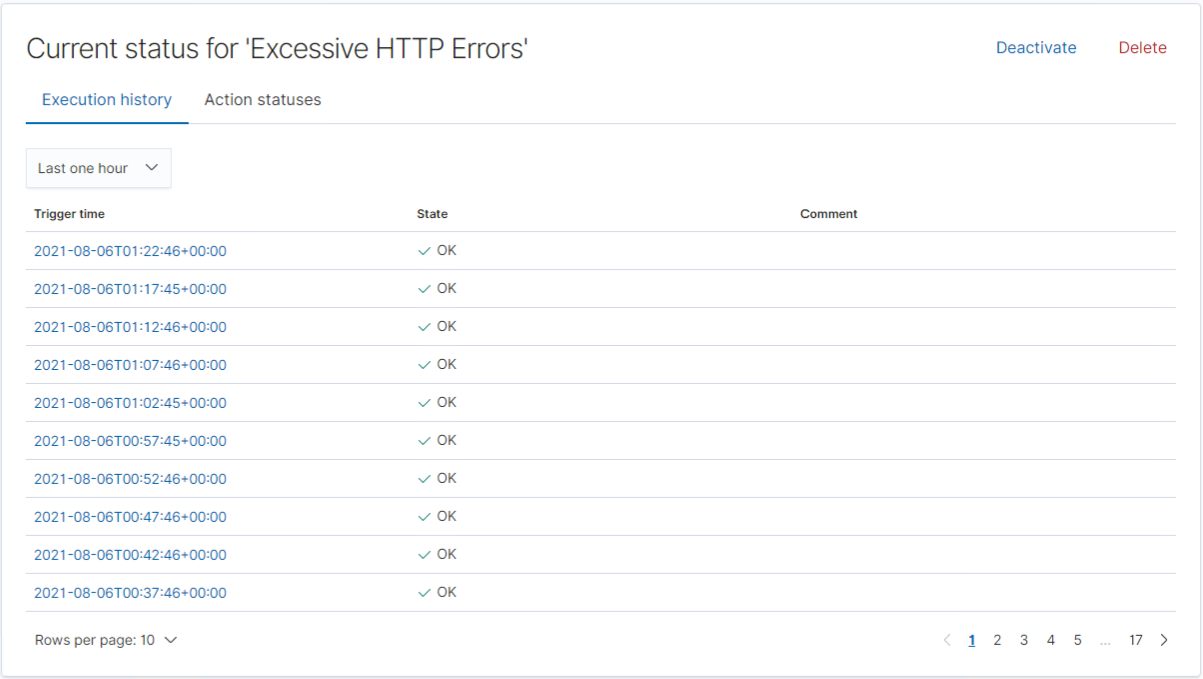 Current status for 'Excessive HTTP Errors' Deactivate Delete
Execution history Action statuses
Last one hour
Trigger time State Comment
2021-08-06T01:22:46+00:00 OK
2021-08-06T01:17:45+00:00 OK
2021-08-06T01:12:46+00:00 OK
2021-08-06T01:07:46+00:00 OK
2021-08-06T01:02:45+00:00 OK
2021-08-06T00:57:45+00:00 OK
2021-08-06T00:52:46+00:00 OK
2021-08-06T00:47:46+00:00 OK
2021-08-06T00:42:46+00:00 OK
2021-08-06T00:37:46+00:00 OK
Rows per page: 10 1 2 3 4 5 ... 17